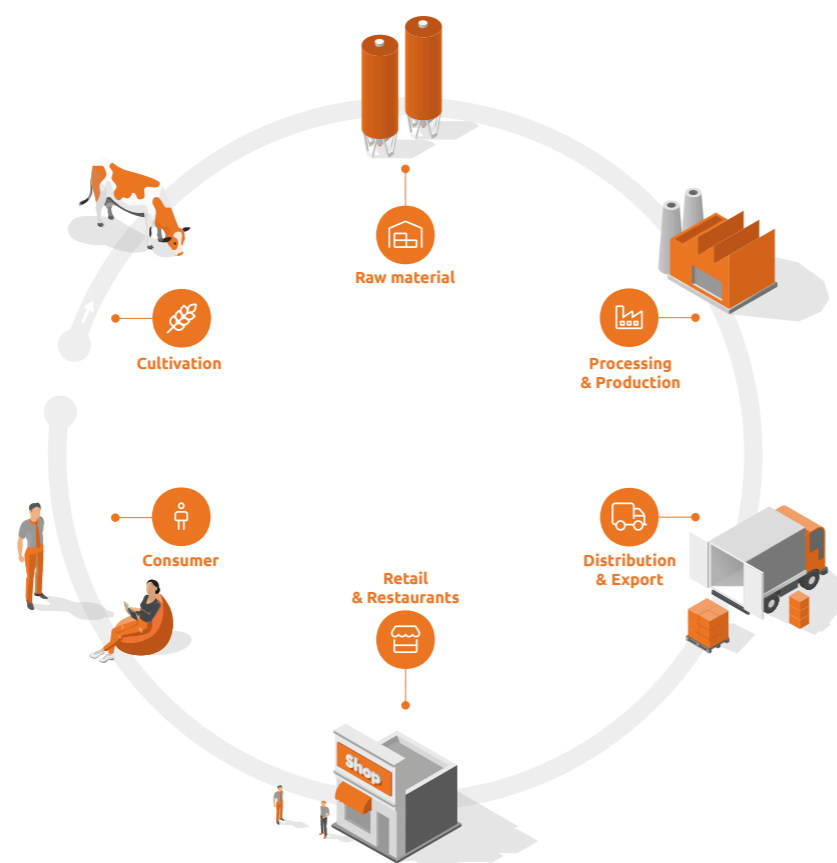 Raw material
Cultivation
Processing
& Production
Consumer
Distribution
& Export
Retail
& Restaurants
Shop